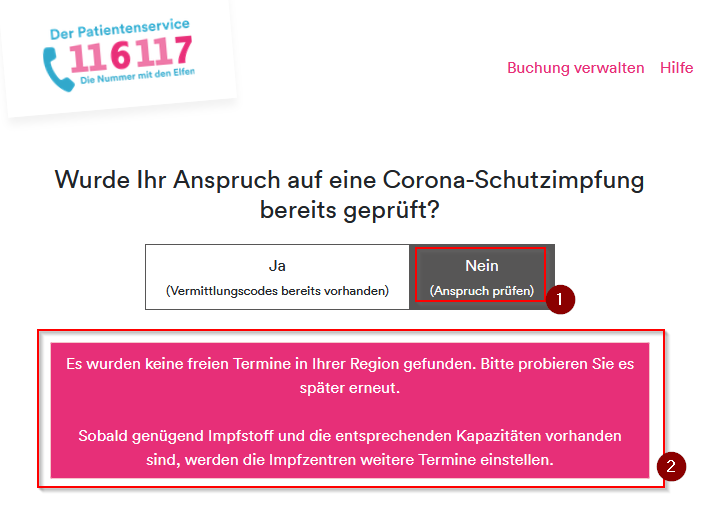 Der Patientenservice
116117
Die Nummer mit den Elfen
Buchung verwalten Hilfe
Wurde Ihr Anspruch auf eine Corona-Schutzimpfung
bereits geprüft?
Ja
(Vermittlungscodes bereits vorhanden)
Nein
(Anspruch prüfen)
1
Es wurden keine freien Termine in Ihrer Region gefunden. Bitte probieren Sie es
später erneut.
Sobald genügend Impfstoff und die entsprechenden Kapazitäten vorhanden
sind, werden die Impfzentren weitere Termine einstellen.
2